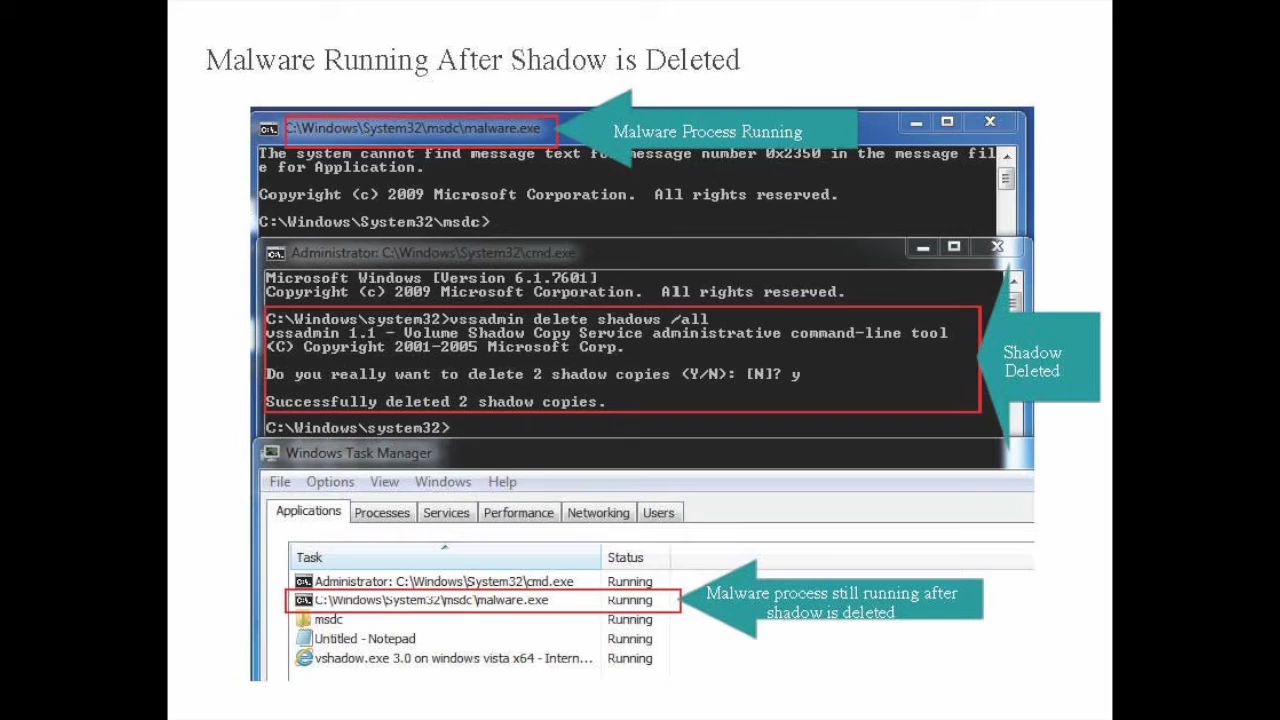 Malware Running After Shadow is Deleted
C:\Windows\System32\msdc\malware.exe
Malware Process Running
The system cannot find message text for message number 0x2350 in the message fil
e for Application.
Copyright (c) 2009 Microsoft Corporation. All rights reserved.
C:\Windows\System32\msdc>
Administrator: C:\Windows\System32\cmd.exe
Microsoft Windows [Version 6.1.7601]
Copyright (c) 2009 Microsoft Corporation. All rights reserved.
C:\Windows\system32>vssadmin delete shadows /all
vssadmin 1.1 - Volume Shadow Copy Service administrative command-line tool
(C) Copyright 2001-2005 Microsoft Corp.
Do you really want to delete 2 shadow copies (Y/N): [N]? y
Successfully deleted 2 shadow copies.
C:\Windows\system32>
Shadow
Deleted
Windows Task Manager
File Options View Windows Help
Applications Processes Services Performance Networking Users
Task Status
Administrator: C:\Windows\System32\cmd.exe Running
C:\Windows\System32\msdc\malware.exe Running
msdc Running
Untitled - Notepad Running
vshadow.exe 3.0 on windows vista x64 - Intern... Running
Malware process still running after
shadow is deleted